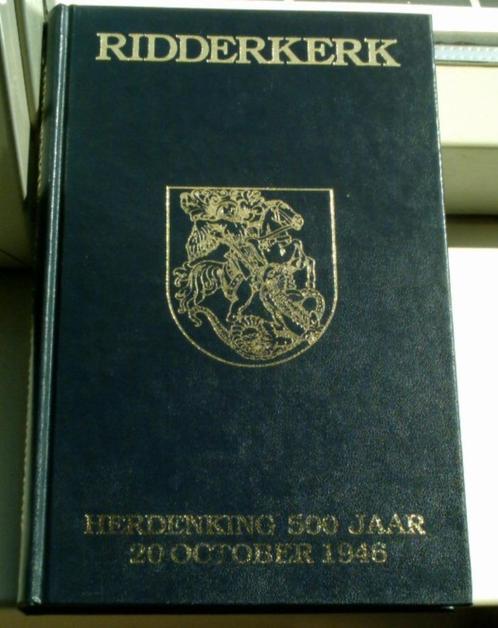 RIDDERKERK
HERDENKING 500 JAAR
20 OCTOBER 1946